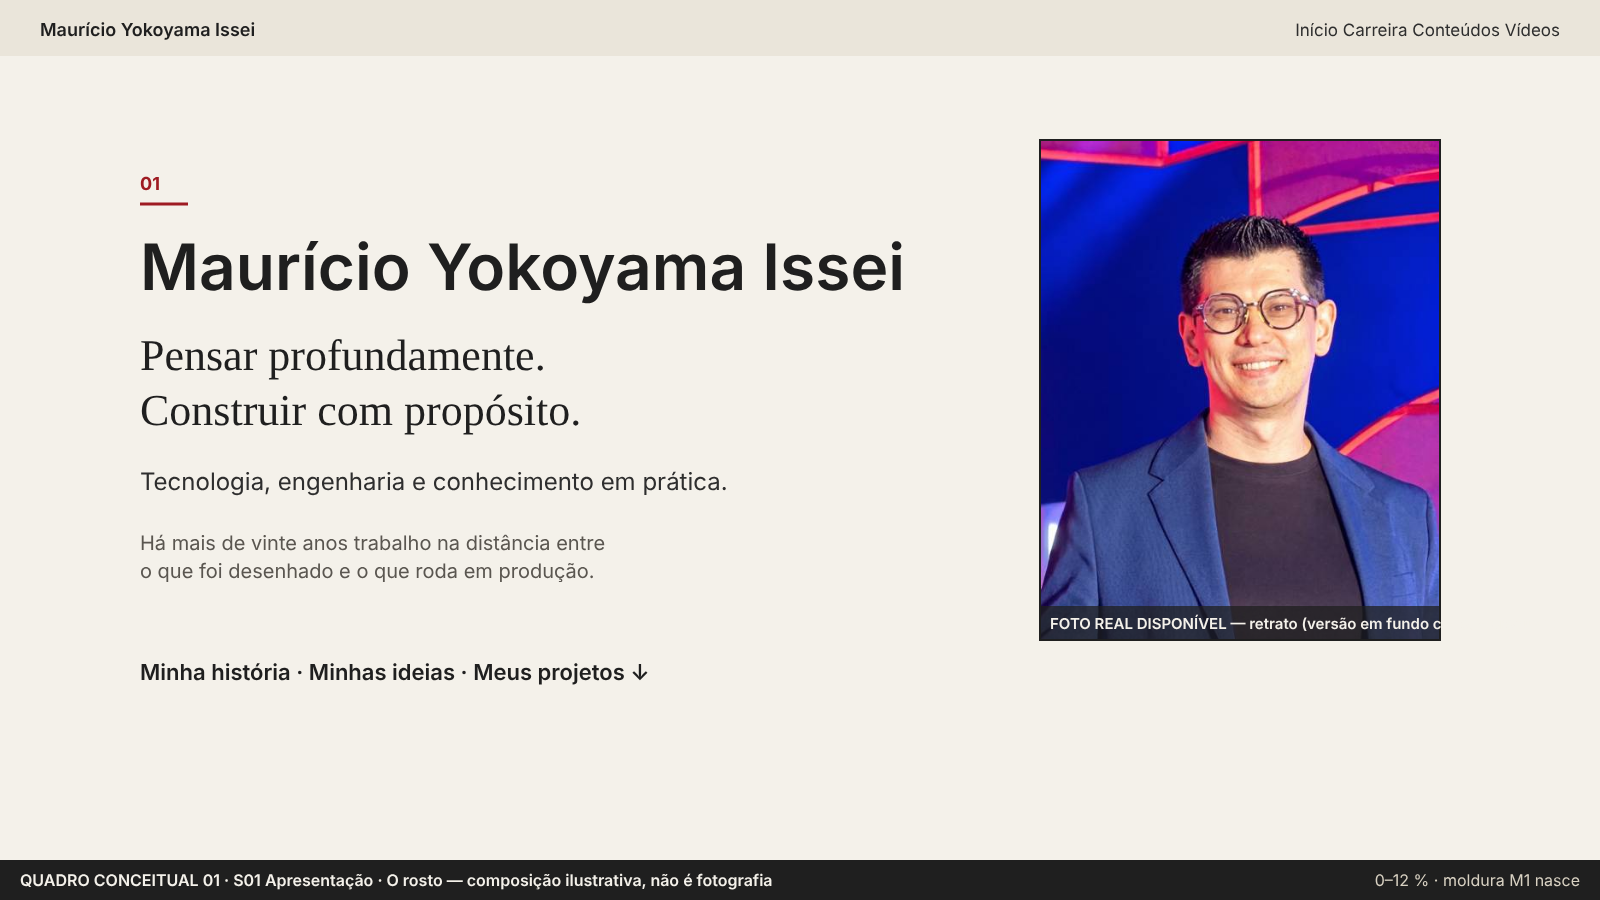 Maurício Yokoyama Issei
Início Carreira Conteúdos Vídeos
01
Maurício Yokoyama Issei
Pensar profundamente.
Construir com propósito.
Tecnologia, engenharia e conhecimento em prática.
Há mais de vinte anos trabalho na distância entre
o que foi desenhado e o que roda em produção.
Minha história · Minhas ideias · Meus projetos ↓
FOTO REAL DISPONÍVEL — retrato (versão em fundo c
QUADRO CONCEITUAL 01 · S01 Apresentação · O rosto — composição ilustrativa, não é fotografia
0–12 % · moldura M1 nasce